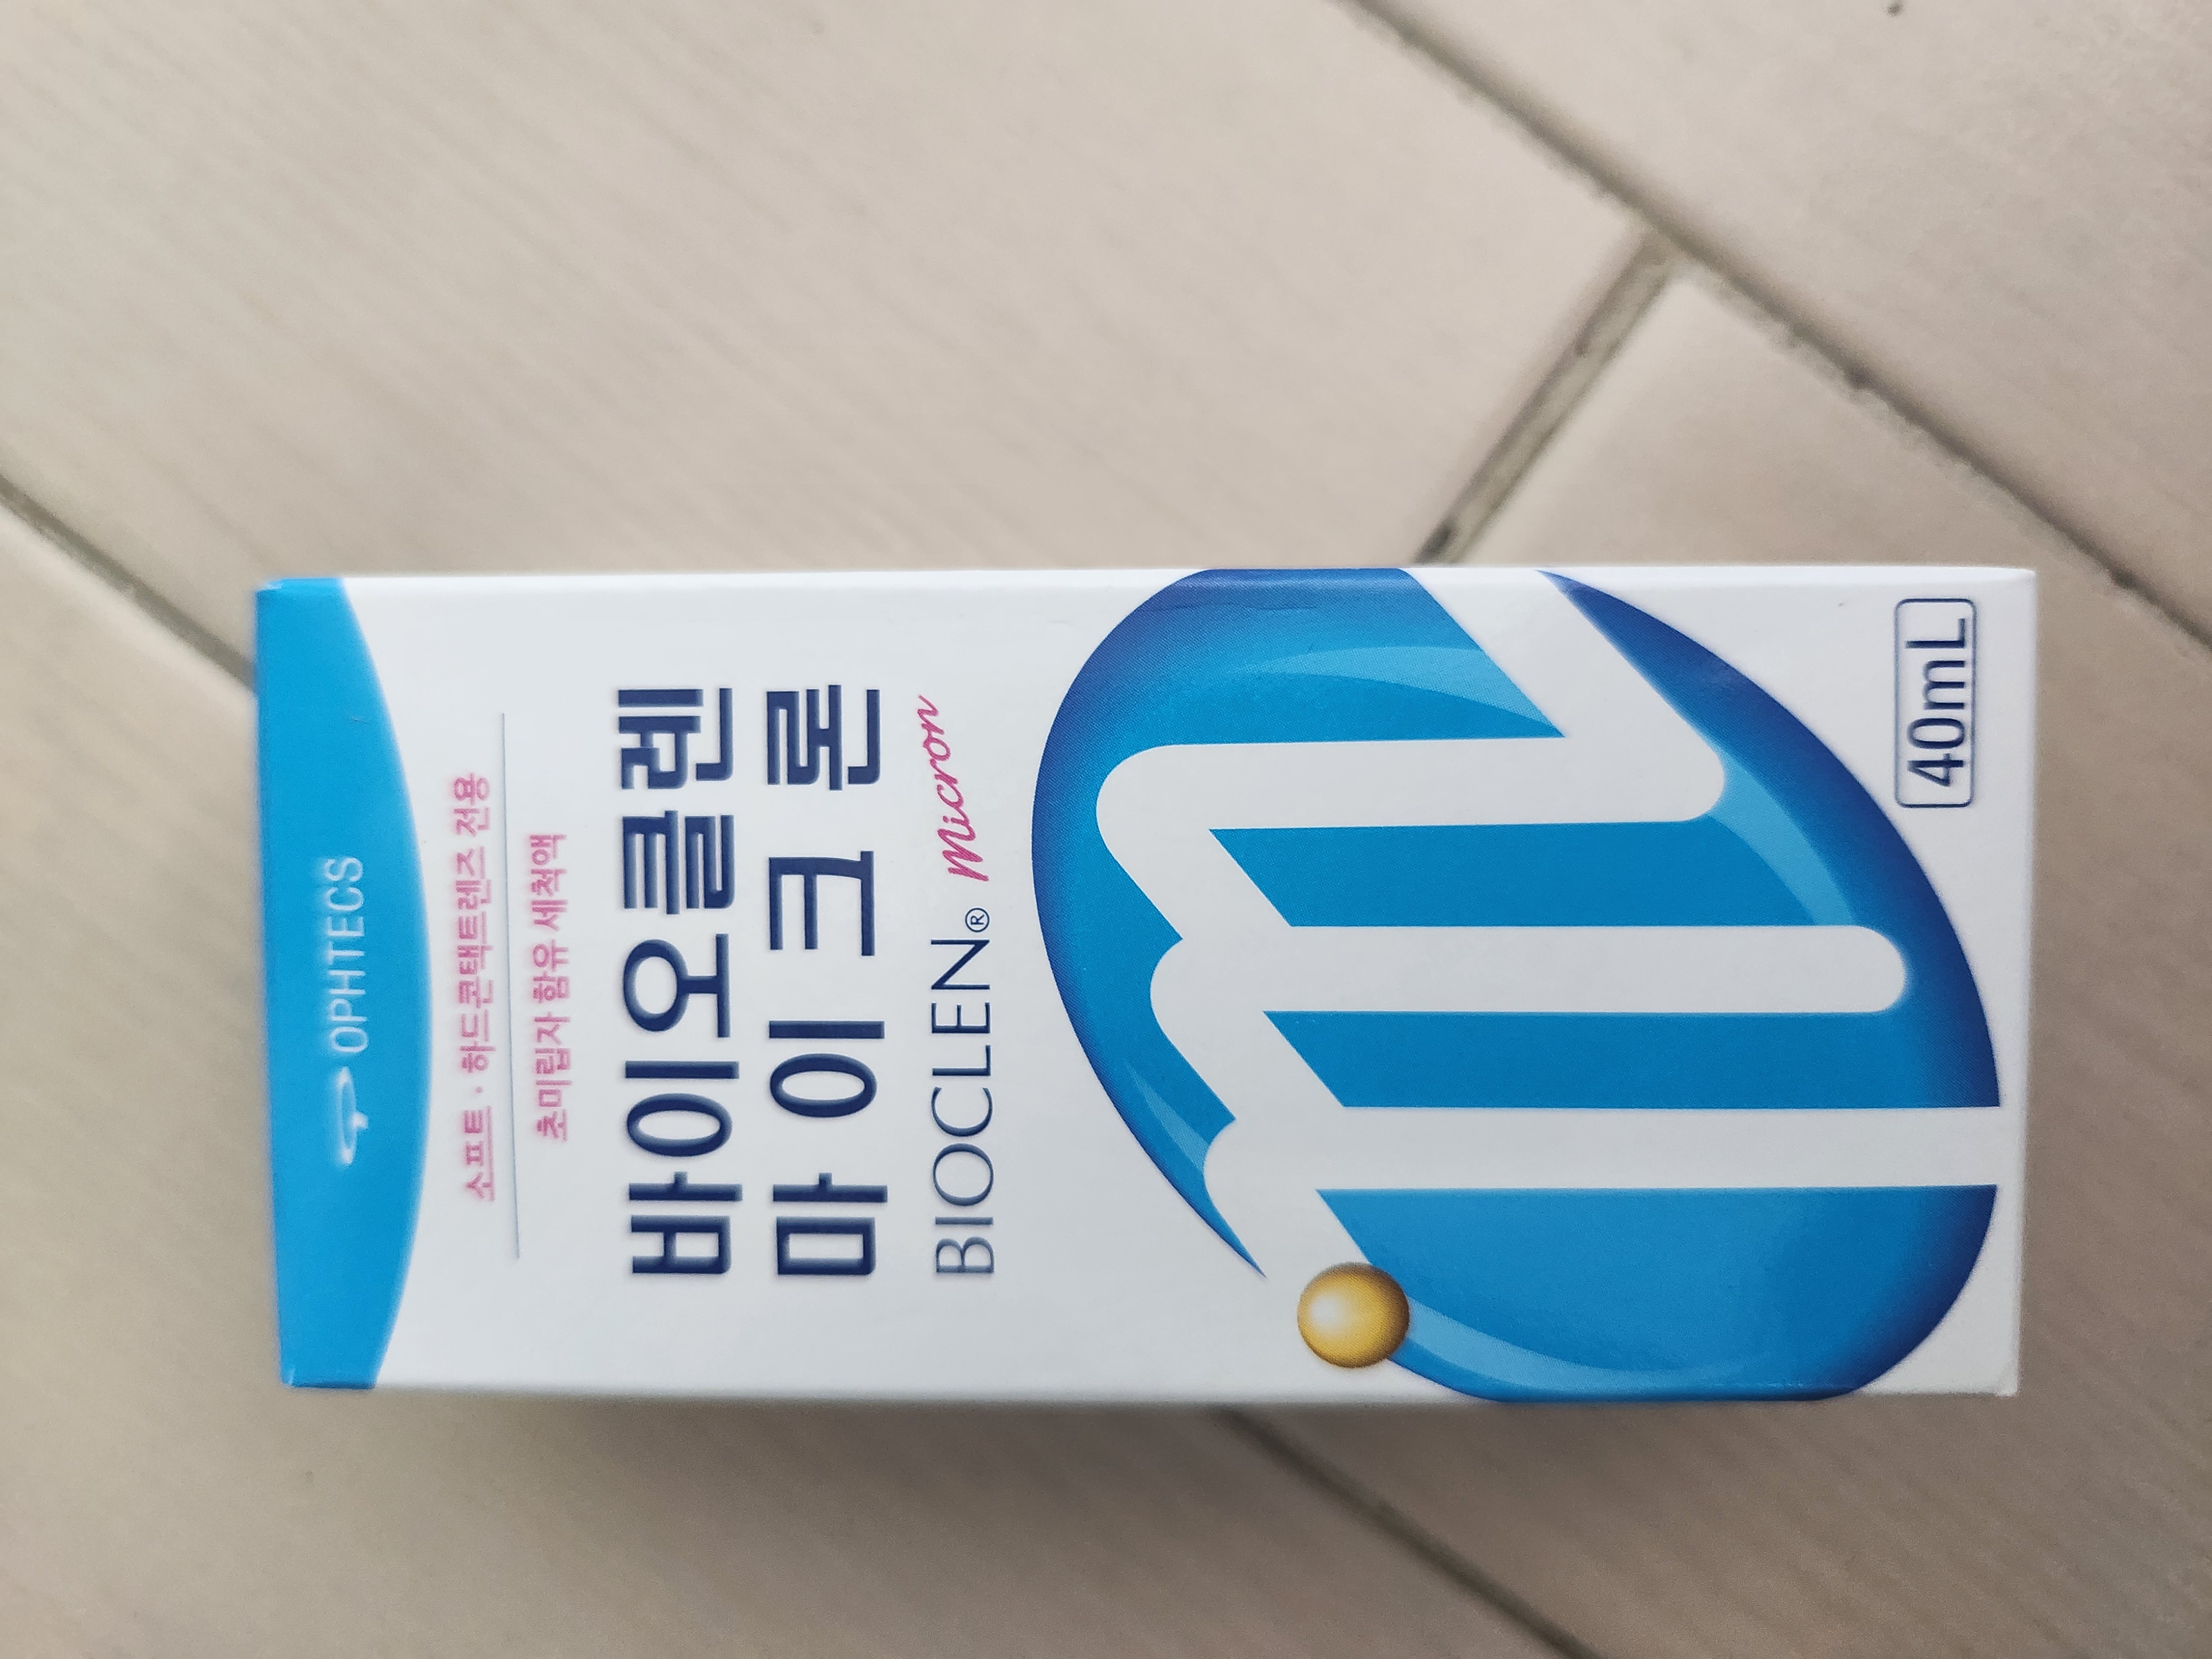 OPHTECS
소프트 · 하드콘택트렌즈 전용
초미립자 함유 세척액
바이오클렌
마이크론
BIOCLEN® Micron
40mL